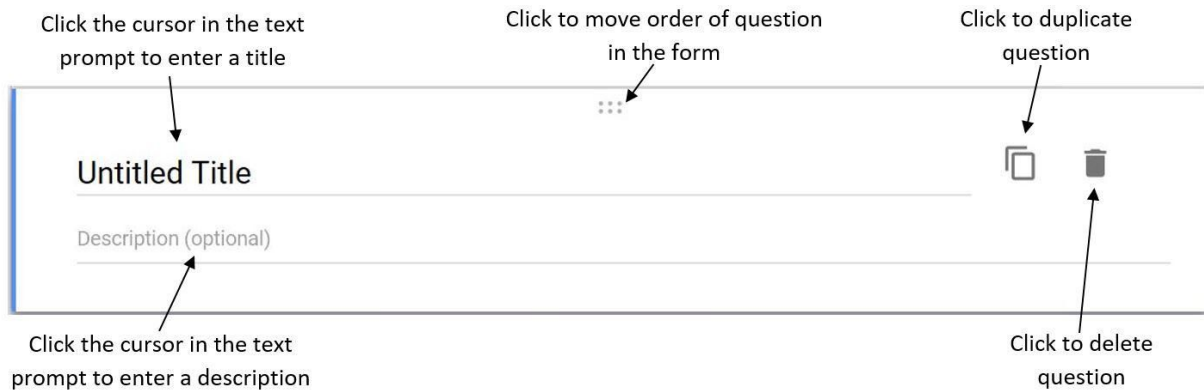 Click the cursor in the text
prompt to enter a title
Click to move order of question
in the form
Click to duplicate
question
Untitled Title
Description (optional)
Click the cursor in the text
prompt to enter a description
Click to delete
question